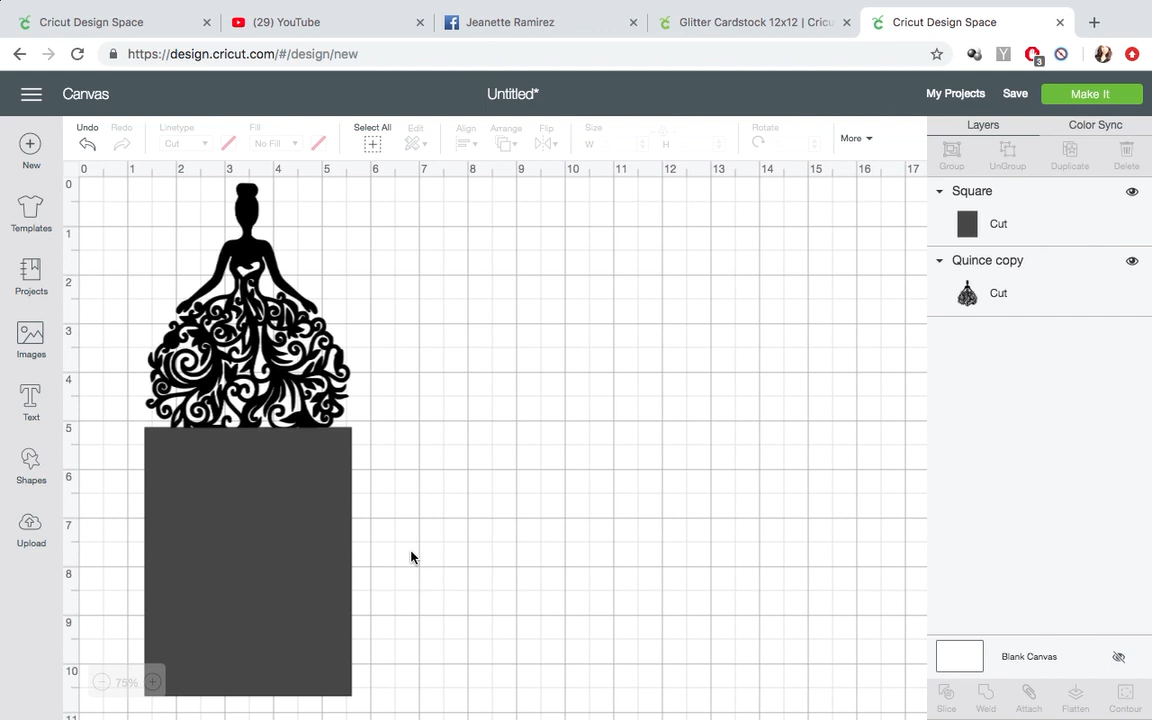 Cricut Design Space
(29) YouTube
Jeanette Ramirez
Glitter Cardstock 12x12 | Cricu
Cricut Design Space
3
https://design.cricut.com/#/design/new
Canvas
Untitled*
My Projects
Save
Make It
Undo
Redo
Linetype
Cut
Fill
No Fill
Select All
Edit
Align
Arrange
Flip
Size
W
H
Rotate
More
Layers
Color Sync
Group
UnGroup
Duplicate
Delete
0 1 2 3 4 5 6 7 8 9 10 11 12 13 14 15 16 17
0
1
2
3
4
5
6
7
8
9
10
11
New
Templates
Projects
Images
Text
Shapes
Upload
Square
Cut
Quince copy
Cut
75%
Blank Canvas
Slice
Weld
Attach
Flatten
Contour